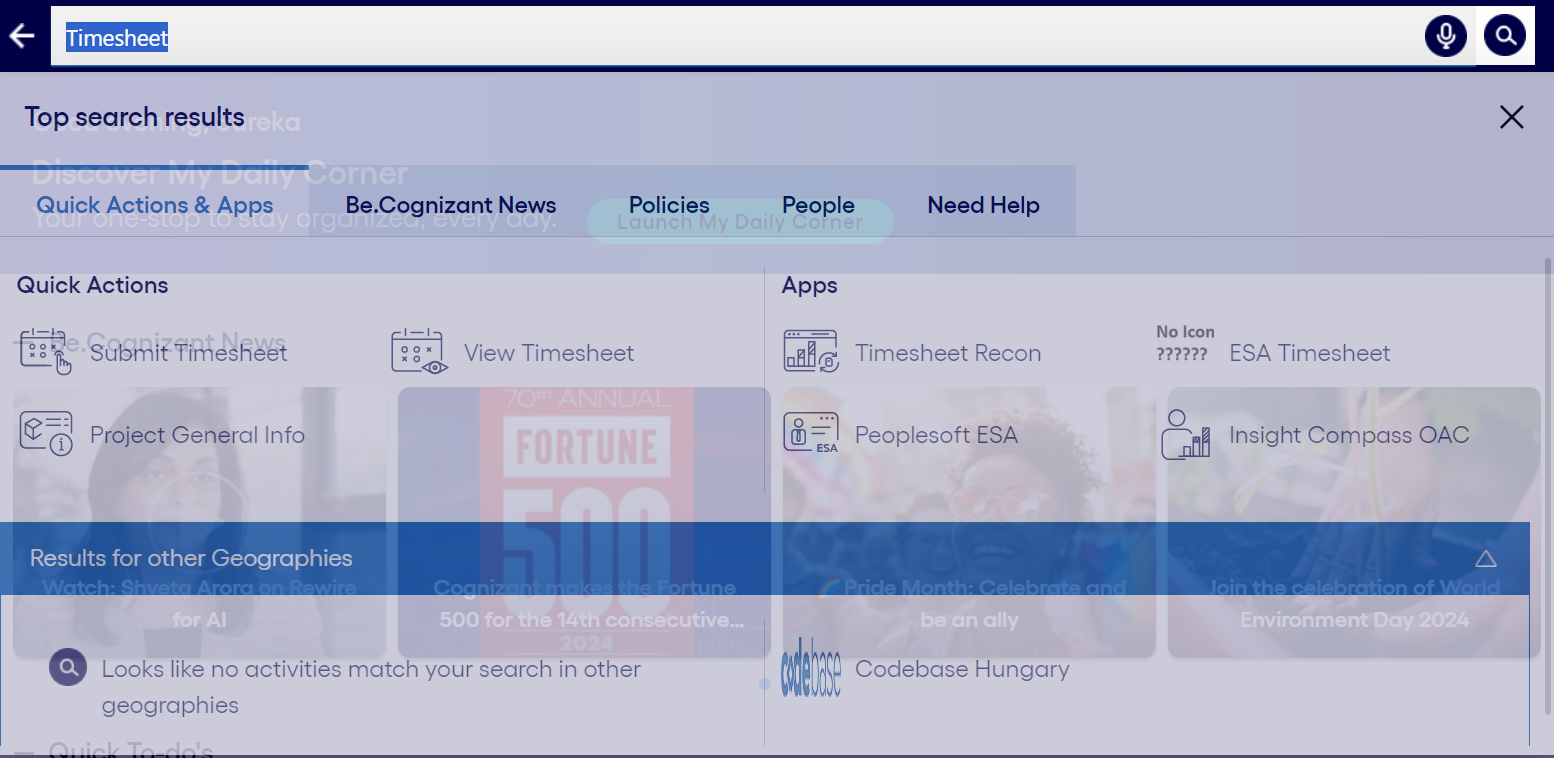 Timesheet
Top search results
Good evening, Eureka
Discover My Daily Corner
Quick Actions & Apps
Be.Cognizant News
Policies
People
Need Help
Your one-stop to stay organized, every day.
Launch My Daily Corner
Quick Actions
Apps
Be.Cognizant News
Submit Timesheet
View Timesheet
Timesheet Recon
No Icon
??????
ESA Timesheet
70th ANNUAL
FORTUNE
500
2024
Project General Info
ESA
Peoplesoft ESA
Insight Compass OAC
Results for other Geographies
Watch: Shveta Arora on Rewire
for AI
Cognizant makes the Fortune
500 for the 14th consecutive...
Pride Month: Celebrate and
be an ally
Join the celebration of World
Environment Day 2024
Looks like no activities match your search in other
geographies
codebase
Codebase Hungary
Quick To-do's